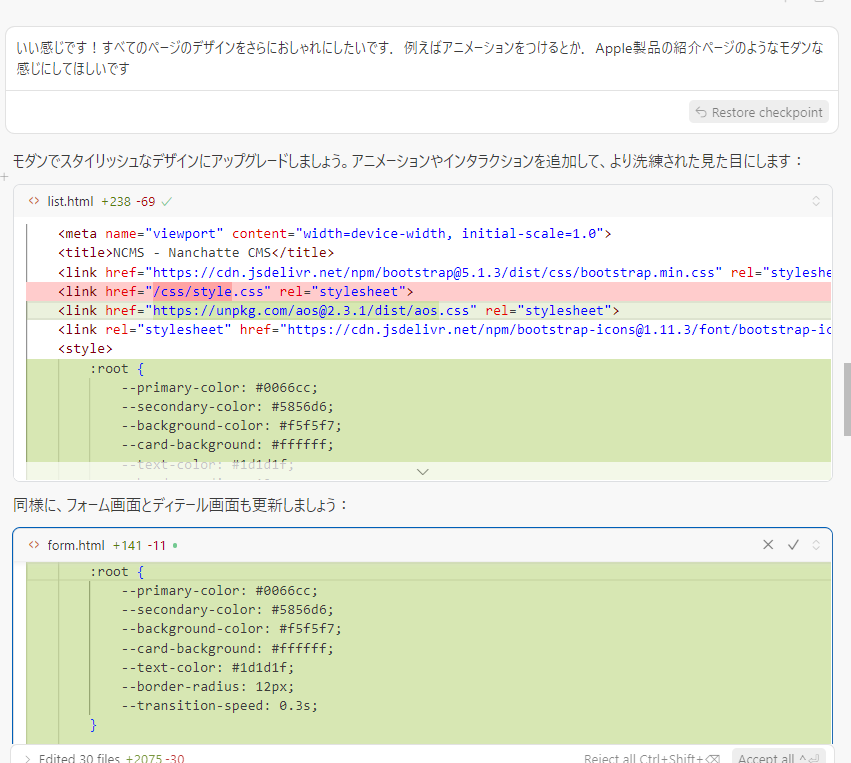 いい感じです！すべてのページのデザインをさらにおしゃれにしたいです．例えばアニメーションをつけるとか．Apple製品の紹介ページのようなモダンな
感じにしてほしいです
Restore checkpoint
モダンでスタイリッシュなデザインにアップグレードしましょう。アニメーションやインタラクションを追加して、より洗練された見た目にします：
<> list.html +238 -69
<meta name="viewport" content="width=device-width, initial-scale=1.0">
<title>NCMS - Nanchatte CMS</title>
<link href="https://cdn.jsdelivr.net/npm/bootstrap@5.1.3/dist/css/bootstrap.min.css" rel="styleshe
<link href="/css/style.css" rel="stylesheet">
<link href="https://unpkg.com/aos@2.3.1/dist/aos.css" rel="stylesheet">
<link rel="stylesheet" href="https://cdn.jsdelivr.net/npm/bootstrap-icons@1.11.3/font/bootstrap-ic
<style>
:root {
--primary-color: #0066cc;
--secondary-color: #5856d6;
--background-color: #f5f5f7;
--card-background: #ffffff;
--text-color: #1d1d1f;
同様に、フォーム画面とディテール画面も更新しましょう：
<> form.html +141 -11
:root {
--primary-color: #0066cc;
--secondary-color: #5856d6;
--background-color: #f5f5f7;
--card-background: #ffffff;
--text-color: #1d1d1f;
--border-radius: 12px;
--transition-speed: 0.3s;
}
> Edited 30 files +2075 -30 Reject all Ctrl+Shift+⌫ Accept all ^⏎